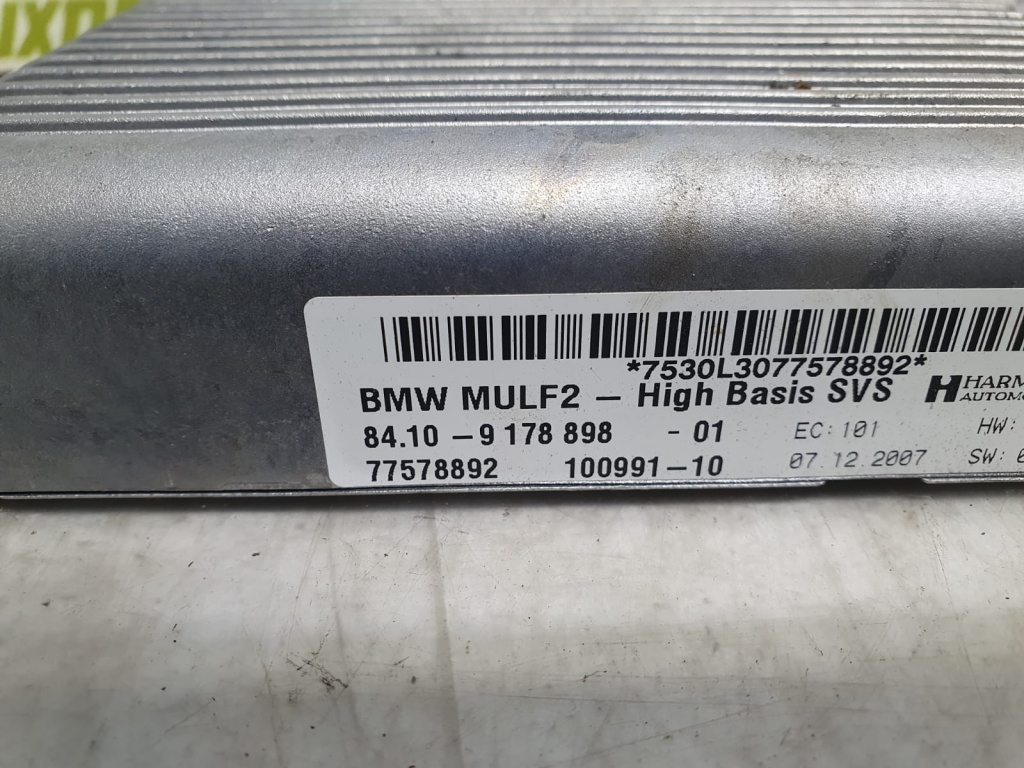 *7530L3077578892*
BMW MULF2 – High Basis SVS
84.10 – 9 178 898 - 01 EC: 101 HW:
77578892 100991–10 07.12.2007 SW: